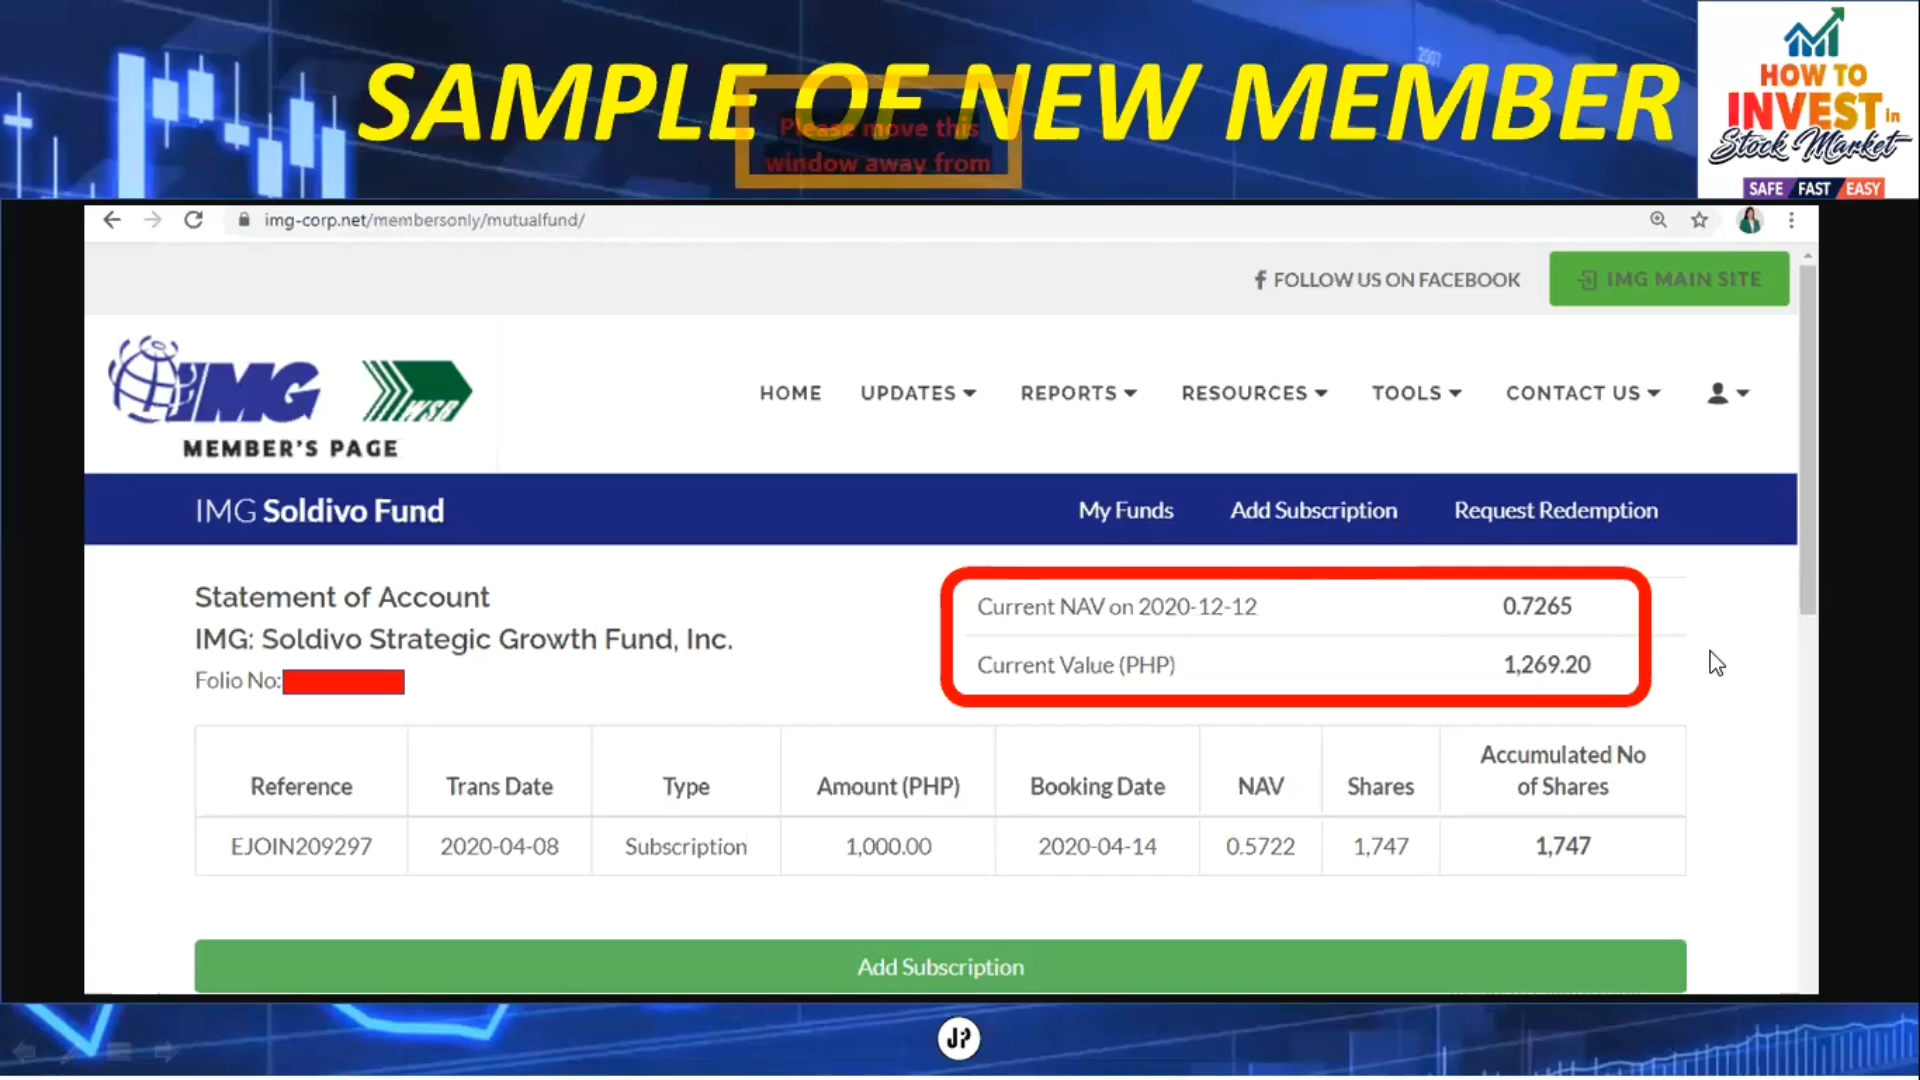 SAMPLE OF NEW MEMBER
Please move this
window away from
2007
HOW TO
INVEST in
Stock Market
SAFE FAST EASY
img-corp.net/membersonly/mutualfund/
FOLLOW US ON FACEBOOK
IMG MAIN SITE
IMG WSB
MEMBER'S PAGE
HOME UPDATES REPORTS RESOURCES TOOLS CONTACT US
IMG Soldivo Fund My Funds Add Subscription Request Redemption
Statement of Account
IMG: Soldivo Strategic Growth Fund, Inc.
Folio No:
Current NAV on 2020-12-12 0.7265
Current Value (PHP) 1,269.20
Reference Trans Date Type Amount (PHP) Booking Date NAV Shares Accumulated No of Shares
EJOIN209297 2020-04-08 Subscription 1,000.00 2020-04-14 0.5722 1,747 1,747
Add Subscription
JP